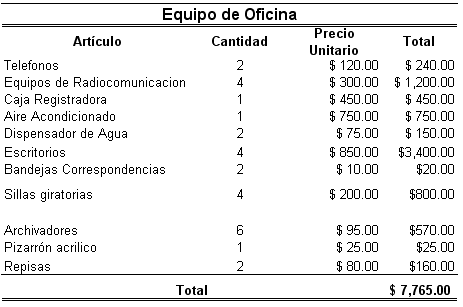 Equipo de Oficina
Artículo Cantidad Precio Unitario Total
Telefonos 2 $ 120.00 $ 240.00
Equipos de Radiocomunicacion 4 $ 300.00 $ 1,200.00
Caja Registradora 1 $ 450.00 $ 450.00
Aire Acondicionado 1 $ 750.00 $ 750.00
Dispensador de Agua 2 $ 75.00 $ 150.00
Escritorios 4 $ 850.00 $3,400.00
Bandejas Correspondencias 2 $ 10.00 $20.00
Sillas giratorias 4 $ 200.00 $800.00
Archivadores 6 $ 95.00 $570.00
Pizarrón acrilico 1 $ 25.00 $25.00
Repisas 2 $ 80.00 $160.00
Total $ 7,765.00